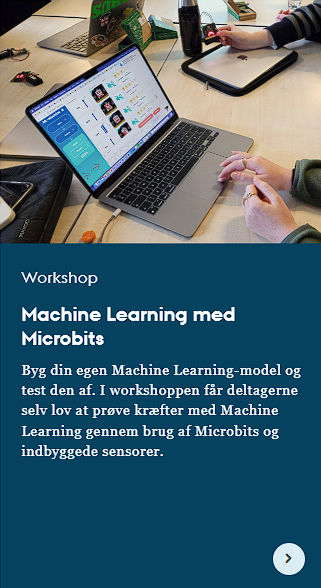 Workshop
Machine Learning med
Microbits
Byg din egen Machine Learning-model og
test den af. I workshoppen får deltagerne
selv lov at prøve kræfter med Machine
Learning gennem brug af Microbits og
indbyggede sensorer.